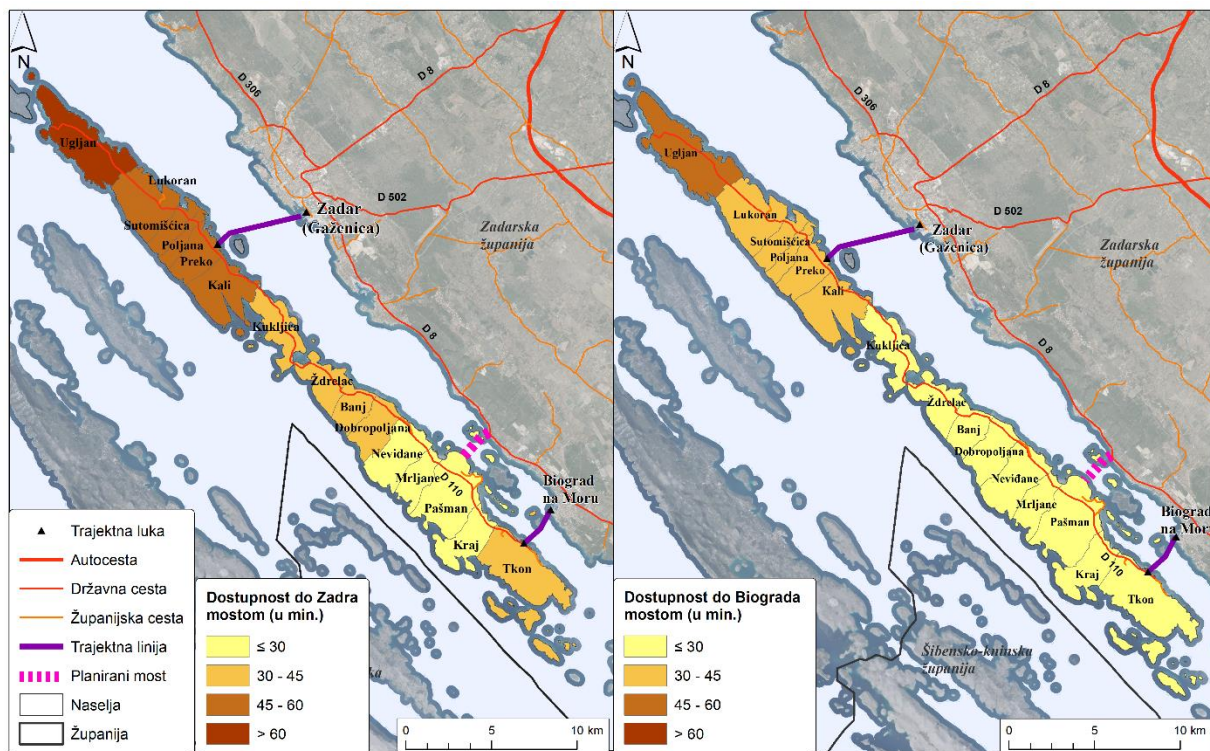 N
D 306
D 8
Ugljan
Lukoran
D 502
Sutomišćica
Zadar
(Gaženica)
Zadarska
županija
Poljana
Preko
Kali
Kukljica
D 8
Ždrelac
Banj
Dobropoljana
Neviđane
Mrljane
D 110
Pašman
Biograd
na Moru
Kraj
Tkon
Trajektna luka
Autocesta
Državna cesta
Županijska cesta
Trajektna linija
Planirani most
Naselja
Županija
Dostupnost do Zadra
mostom (u min.)
≤ 30
30 - 45
45 - 60
> 60
0 5 10 km
N
D 306
D 8
Ugljan
D 502
Lukoran
Zadar
(Gaženica)
Zadarska
županija
Sutomišćica
Poljana
Preko
Kali
Kukljica
D 8
Ždrelac
Banj
Dobropoljana
Neviđane
Mrljane
Pašman
Biograd
na Moru
D 110
Kraj
Tkon
Šibensko-kninska
županija
Dostupnost do Biograda
mostom (u min.)
≤ 30
30 - 45
45 - 60
> 60
0 5 10 km